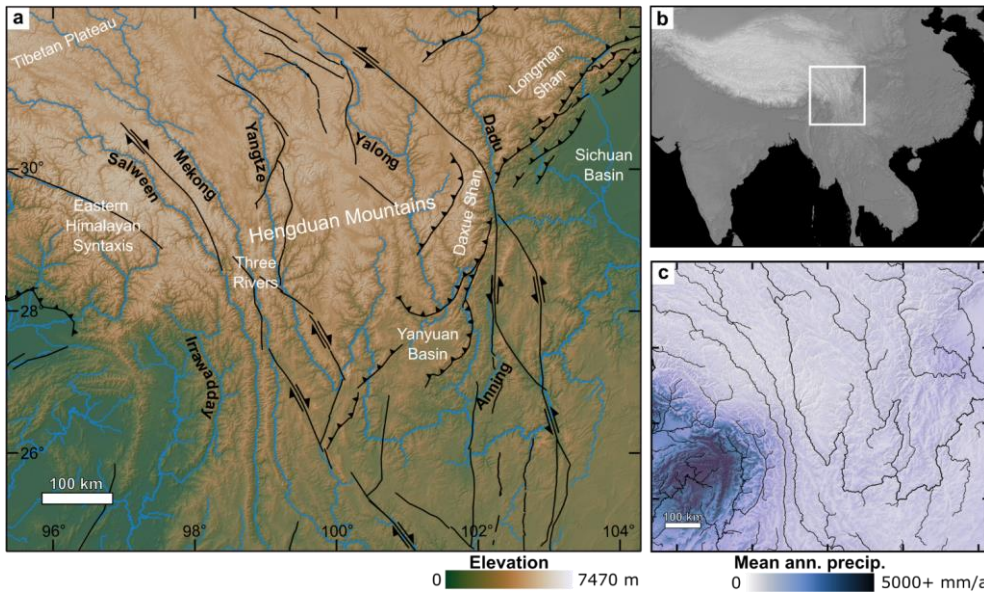 a
Tibetan Plateau
Longmen
Shan
Yangtze
Yalong
Dadu
Mekong
Salween
Sichuan
Basin
30°
Eastern
Himalayan
Syntaxis
Hengduan Mountains
Daxue Shan
Three
Rivers
28°
Yanyuan
Basin
Irrawadday
Anning
26°
100 km
96°
98°
100°
102°
104°
Elevation
0
7470 m
b
c
100 km
Mean ann. precip.
0
5000+ mm/a